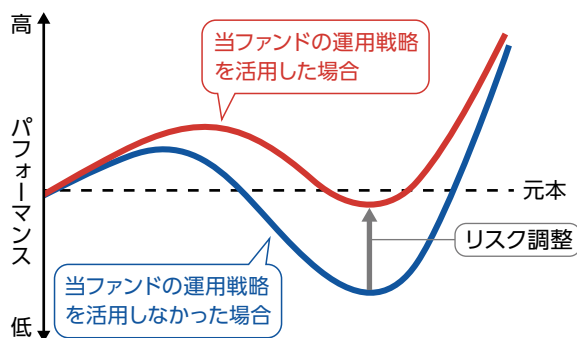 高
当ファンドの運用戦略
を活用した場合
パフォーマンス
元本
リスク調整
当ファンドの運用戦略
を活用しなかった場合
低